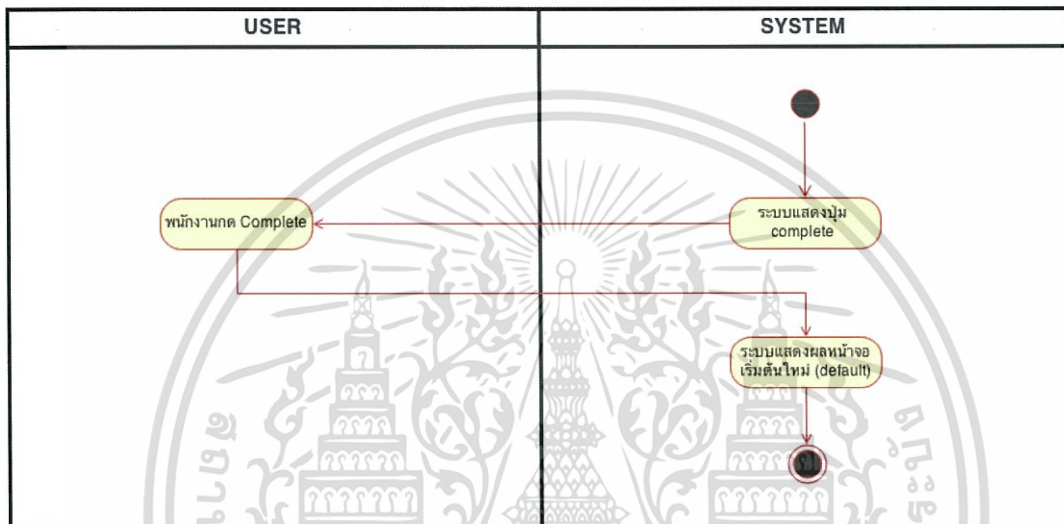 USER
SYSTEM
พนักงานกด Complete
ระบบแสดงปุ่ม
complete
ระบบแสดงผลหน้าจอ
เริ่มต้นใหม่ (default)